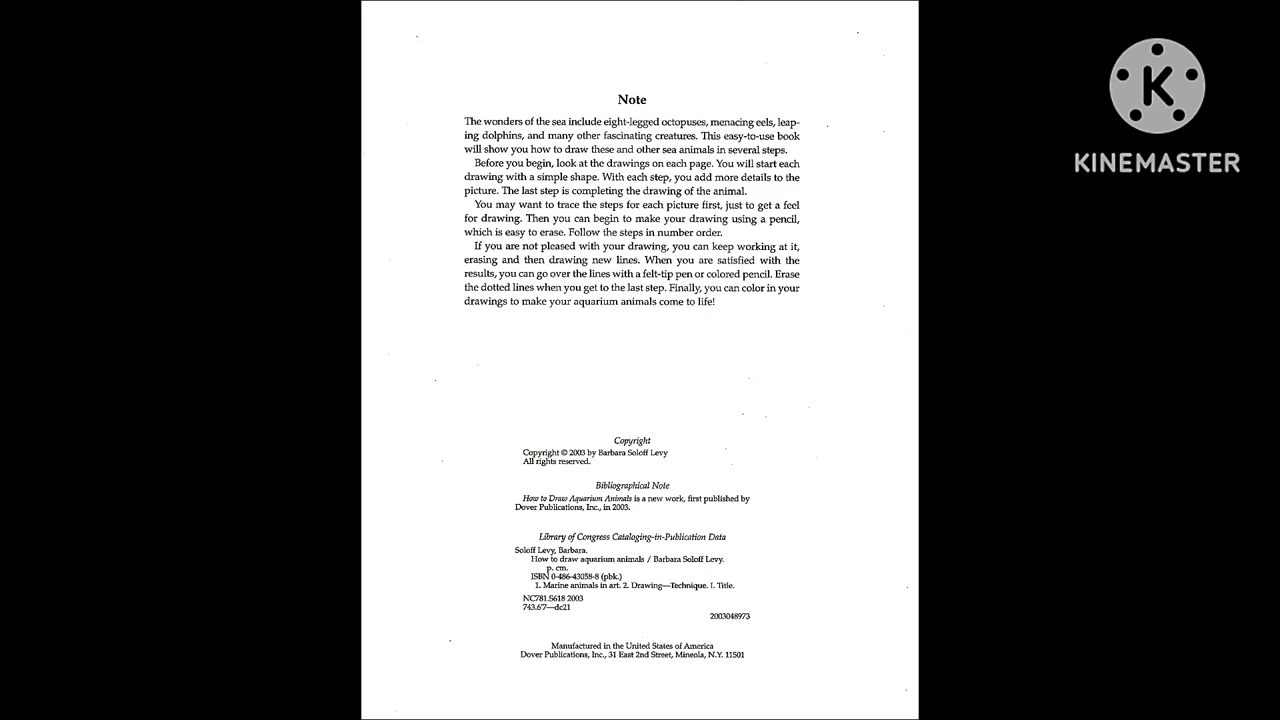 Note
The wonders of the sea include eight-legged octopuses, menacing eels, leap-
ing dolphins, and many other fascinating creatures. This easy-to-use book
will show you how to draw these and other sea animals in several steps.
Before you begin, look at the drawings on each page. You will start each
drawing with a simple shape. With each step, you add more details to the
picture. The last step is completing the drawing of the animal.
You may want to trace the steps for each picture first, just to get a feel
for drawing. Then you can begin to make your drawing using a pencil,
which is easy to erase. Follow the steps in number order.
If you are not pleased with your drawing, you can keep working at it,
erasing and then drawing new lines. When you are satisfied with the
results, you can go over the lines with a felt-tip pen or colored pencil. Erase
the dotted lines when you get to the last step. Finally, you can color in your
drawings to make your aquarium animals come to life!
Copyright
Copyright © 2003 by Barbara Soloff Levy
All rights reserved.
Bibliographical Note
How to Draw Aquarium Animals is a new work, first published by
Dover Publications, Inc., in 2003.
Library of Congress Cataloging-in-Publication Data
Soloff Levy, Barbara.
How to draw aquarium animals / Barbara Soloff Levy.
p. cm.
ISBN 0-486-43058-8 (pbk.)
1. Marine animals in art. 2. Drawing—Technique. I. Title.
NC781.S618 2003
743.6'7—dc21
2003048973
Manufactured in the United States of America
Dover Publications, Inc., 31 East 2nd Street, Mineola, N.Y. 11501
K
KINEMASTER